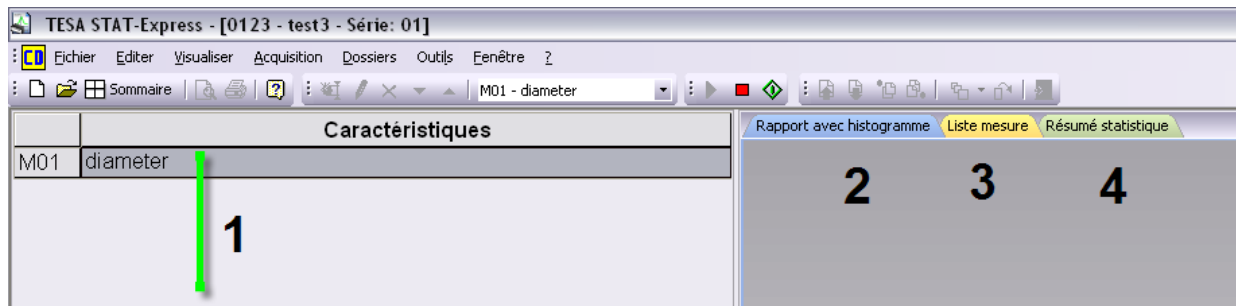 TESA STAT-Express - [0123 - test3 - Série: 01]
CD Fichier Editer Visualiser Acquisition Dossiers Outils Fenêtre ?
Sommaire M01 - diameter
Caractéristiques
Rapport avec histogramme Liste mesure Résumé statistique
M01 diameter
1
2 3 4